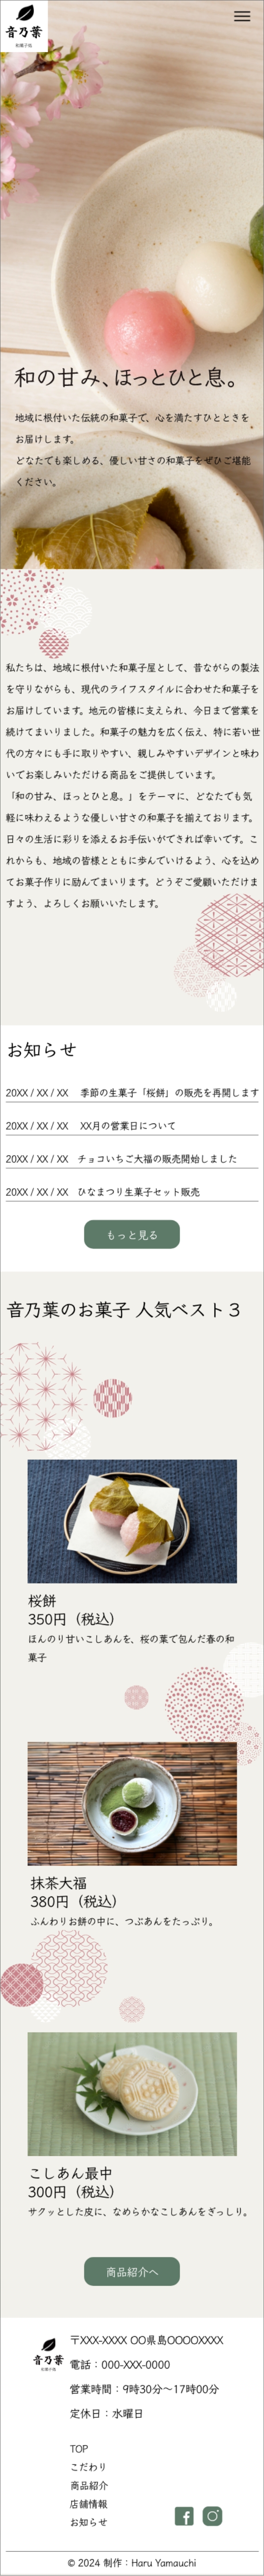 音乃葉
和菓子処
和の甘み、ほっとひと息。
地域に根付いた伝統の和菓子で、心を満たすひとときを
お届けします。
どなたでも楽しめる、優しい甘さの和菓子をぜひご堪能
ください。
私たちは、地域に根付いた和菓子屋として、昔ながらの製法
を守りながらも、現代のライフスタイルに合わせた和菓子を
お届けしています。地元の皆様に支えられ、今日まで営業を
続けてまいりました。和菓子の魅力を広く伝え、特に若い世
代の方々にも手に取りやすい、親しみやすいデザインと味わ
いでお楽しみいただける商品をご提供しています。
「和の甘み、ほっとひと息。」をテーマに、どなたでも気
軽に味わえるような優しい甘さの和菓子を揃えております。
日々の生活に彩りを添えるお手伝いができれば幸いです。こ
れからも、地域の皆様とともに歩んでいけるよう、心を込め
てお菓子作りに励んでまいります。どうぞご愛顧いただけま
すよう、よろしくお願いいたします。
お知らせ
20XX / XX / XX 季節の生菓子「桜餅」の販売を再開します
20XX / XX / XX XX月の営業日について
20XX / XX / XX チョコいちご大福の販売開始しました
20XX / XX / XX ひなまつり生菓子セット販売
もっと見る
音乃葉のお菓子 人気ベスト３
桜餅
350円（税込）
ほんのり甘いこしあんを、桜の葉で包んだ春の和
菓子
抹茶大福
380円（税込）
ふんわりお餅の中に、つぶあんをたっぷり。
こしあん最中
300円（税込）
サクッとした皮に、なめらかなこしあんをぎっしり。
商品紹介へ
音乃葉
和菓子処
〒XXX-XXXX OO県島OOOOXXXX
電話：000-XXX-0000
営業時間：9時30分〜17時00分
定休日：水曜日
TOP
こだわり
商品紹介
店舗情報
お知らせ
© 2024 制作：Haru Yamauchi